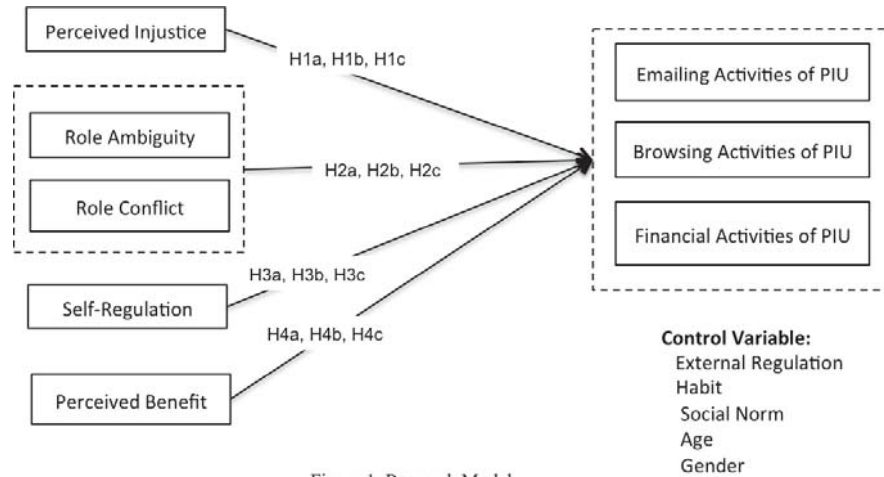 Perceived Injustice
H1a, H1b, H1c
Role Ambiguity
Role Conflict
H2a, H2b, H2c
Self-Regulation
H3a, H3b, H3c
Perceived Benefit
H4a, H4b, H4c
Emailing Activities of PIU
Browsing Activities of PIU
Financial Activities of PIU
Control Variable:
External Regulation
Habit
Social Norm
Age
Gender